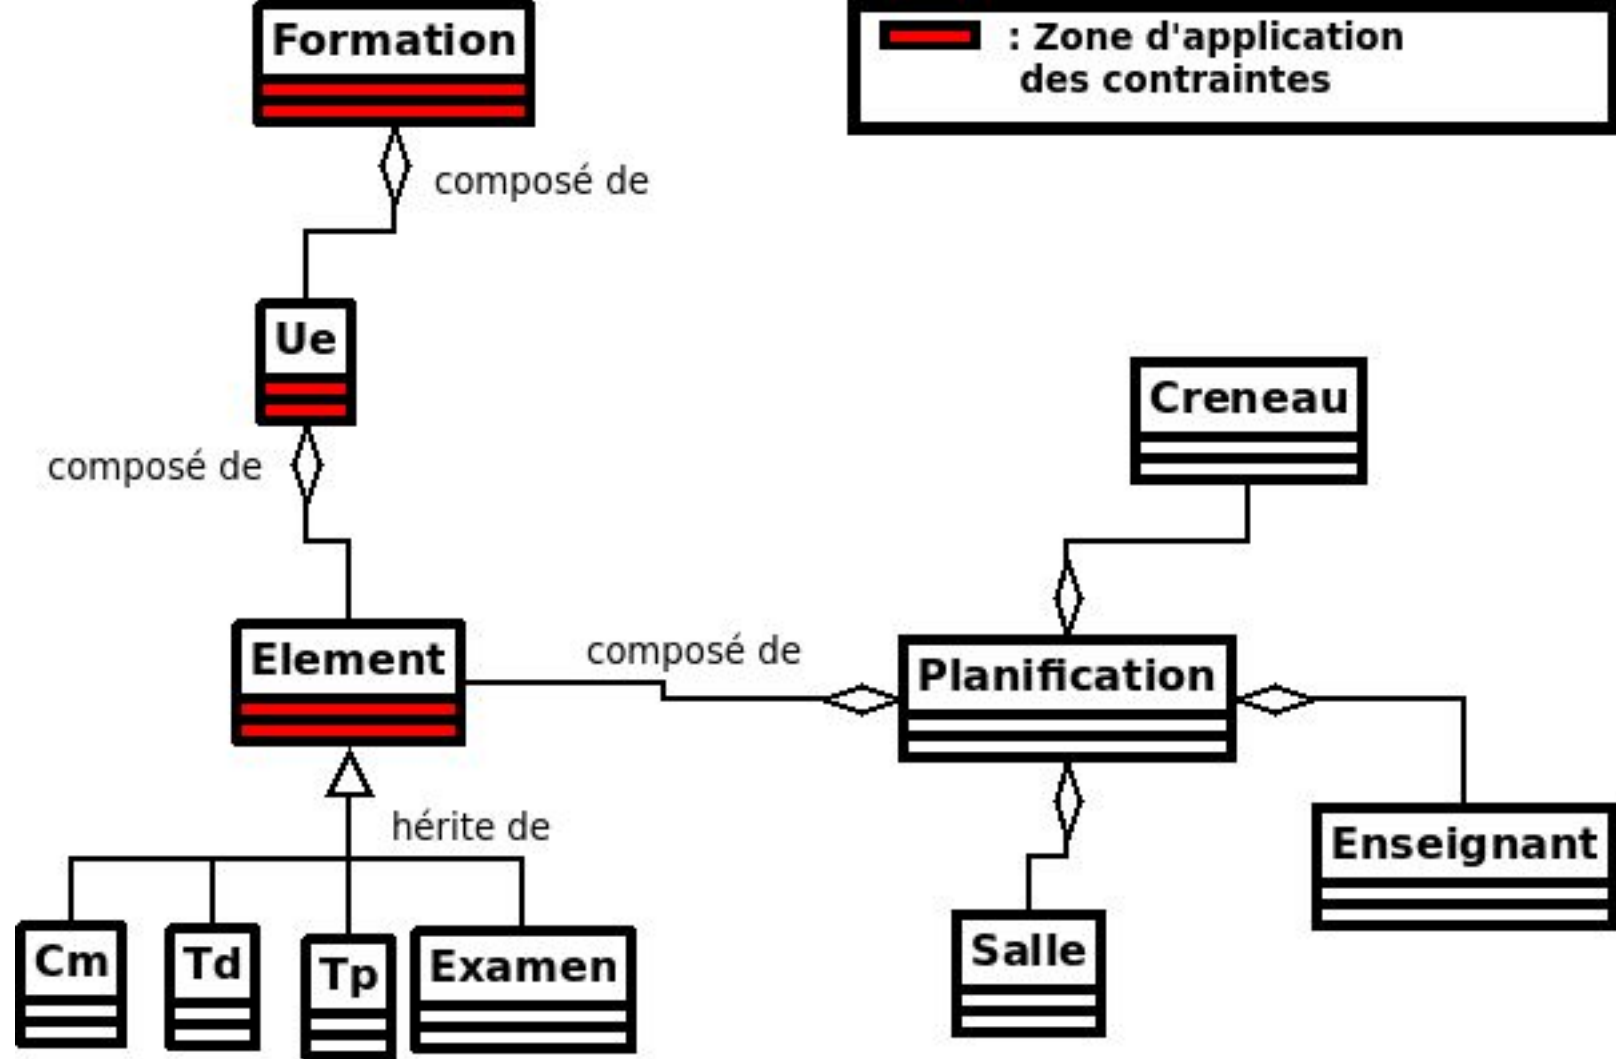 Formation
: Zone d'application
des contraintes
composé de
Ue
composé de
Creneau
Element
composé de
Planification
hérite de
Enseignant
Cm
Td
Tp
Examen
Salle